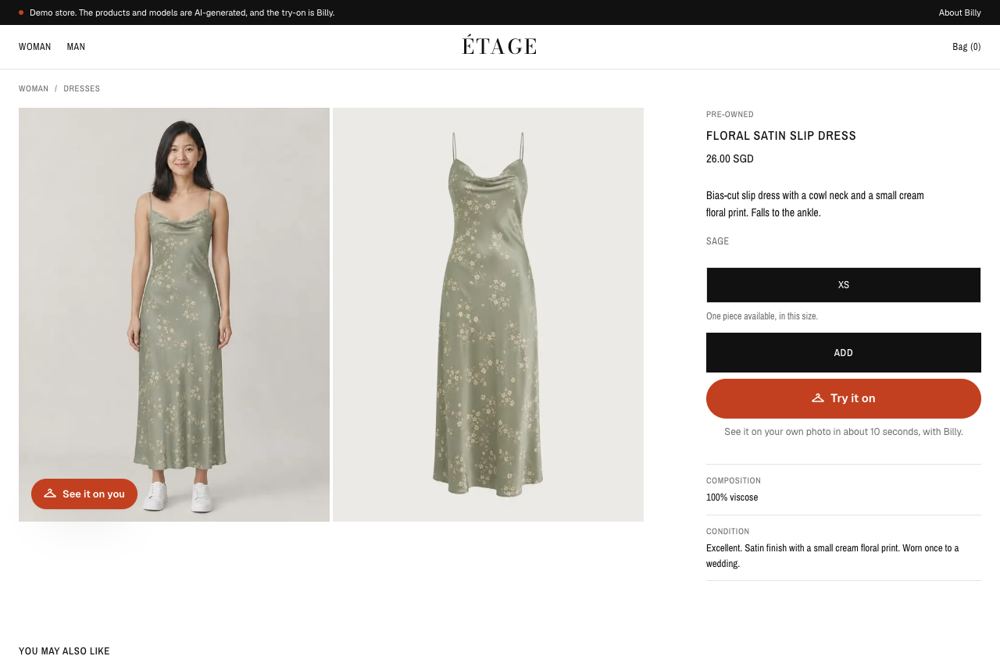 Demo store. The products and models are AI-generated, and the try-on is Billy.
About Billy
WOMAN
MAN
ÉTAGE
Bag (0)
WOMAN / DRESSES
PRE-OWNED
FLORAL SATIN SLIP DRESS
26.00 SGD
Bias-cut slip dress with a cowl neck and a small cream
floral print. Falls to the ankle.
SAGE
XS
One piece available, in this size.
ADD
Try it on
See it on your own photo in about 10 seconds, with Billy.
See it on you
COMPOSITION
100% viscose
CONDITION
Excellent. Satin finish with a small cream floral print. Worn once to a
wedding.
YOU MAY ALSO LIKE